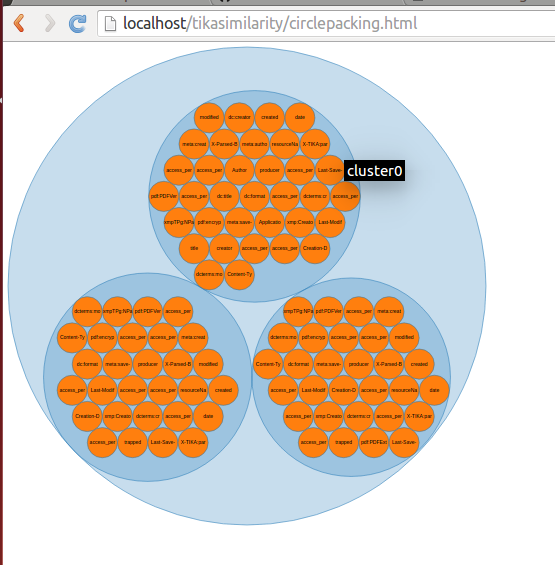 localhost/tikasimilarity/circlepacking.html
modified dc:creator created date
meta:creat X-Parsed-B meta:autho resourceNa X-TIKA:par
access_per access_per Author producer access_per Last-Save-
cluster0
pdf:PDFVer access_per dc:title dc:format access_per dcterms:cr access_per
xmpTPg:NPa pdf:encryp meta:save- Applicatio xmp:Creato Last-Modif
title creator access_per access_per Creation-D
dcterms:mo Content-Ty
dcterms:mo xmpTPg:NPa pdf:PDFVer access_per
Content-Ty pdf:encryp access_per access_per meta:creat
dc:format meta:save- producer X-Parsed-B modified
access_per Last-Modif access_per access_per resourceNa created
Creation-D xmp:Creato dcterms:cr access_per date
access_per trapped Last-Save- X-TIKA:par
xmpTPg:NPa pdf:PDFVer access_per meta:creat
dcterms:mo pdf:encryp access_per access_per modified
Content-Ty dc:format meta:save- producer X-Parsed-B created
access_per Last-Modif Creation-D access_per resourceNa date
access_per xmp:Creato dcterms:cr access_per X-TIKA:par
access_per trapped pdf:PDFExt Last-Save-